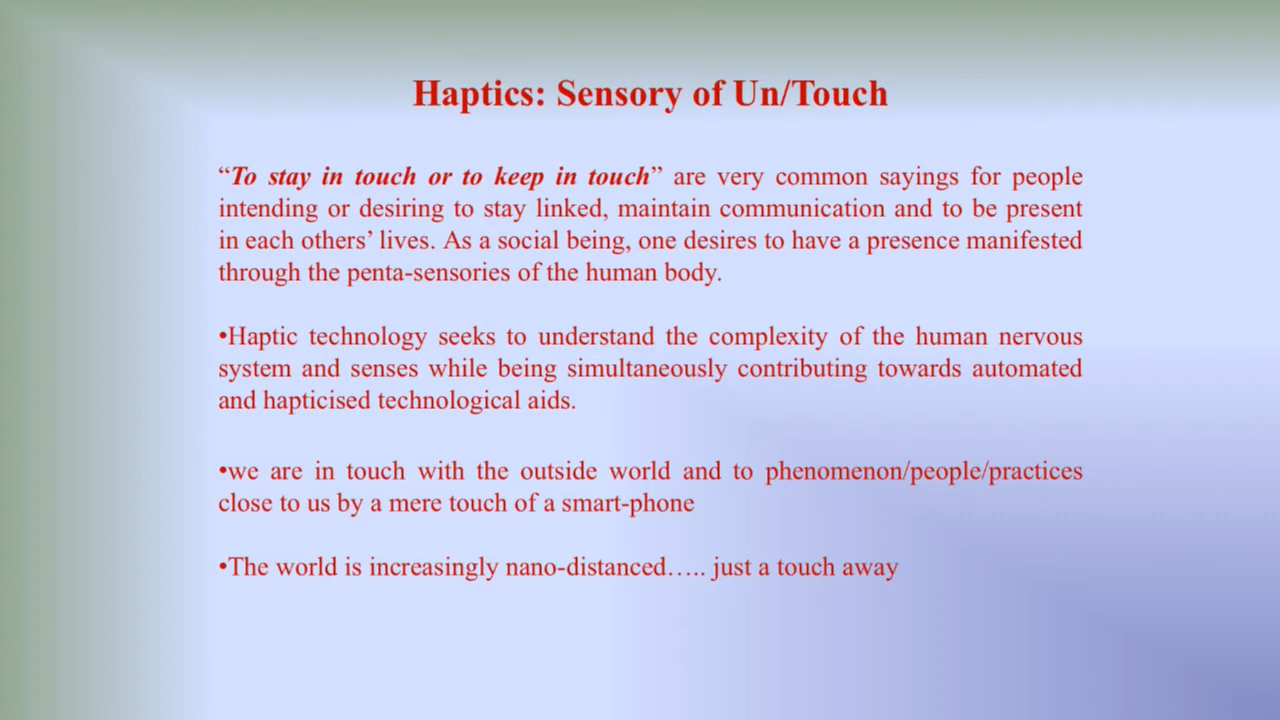 Haptics: Sensory of Un/Touch
“To stay in touch or to keep in touch” are very common sayings for people
intending or desiring to stay linked, maintain communication and to be present
in each others’ lives. As a social being, one desires to have a presence manifested
through the penta-sensories of the human body.
•Haptic technology seeks to understand the complexity of the human nervous
system and senses while being simultaneously contributing towards automated
and hapticised technological aids.
•we are in touch with the outside world and to phenomenon/people/practices
close to us by a mere touch of a smart-phone
•The world is increasingly nano-distanced….. just a touch away